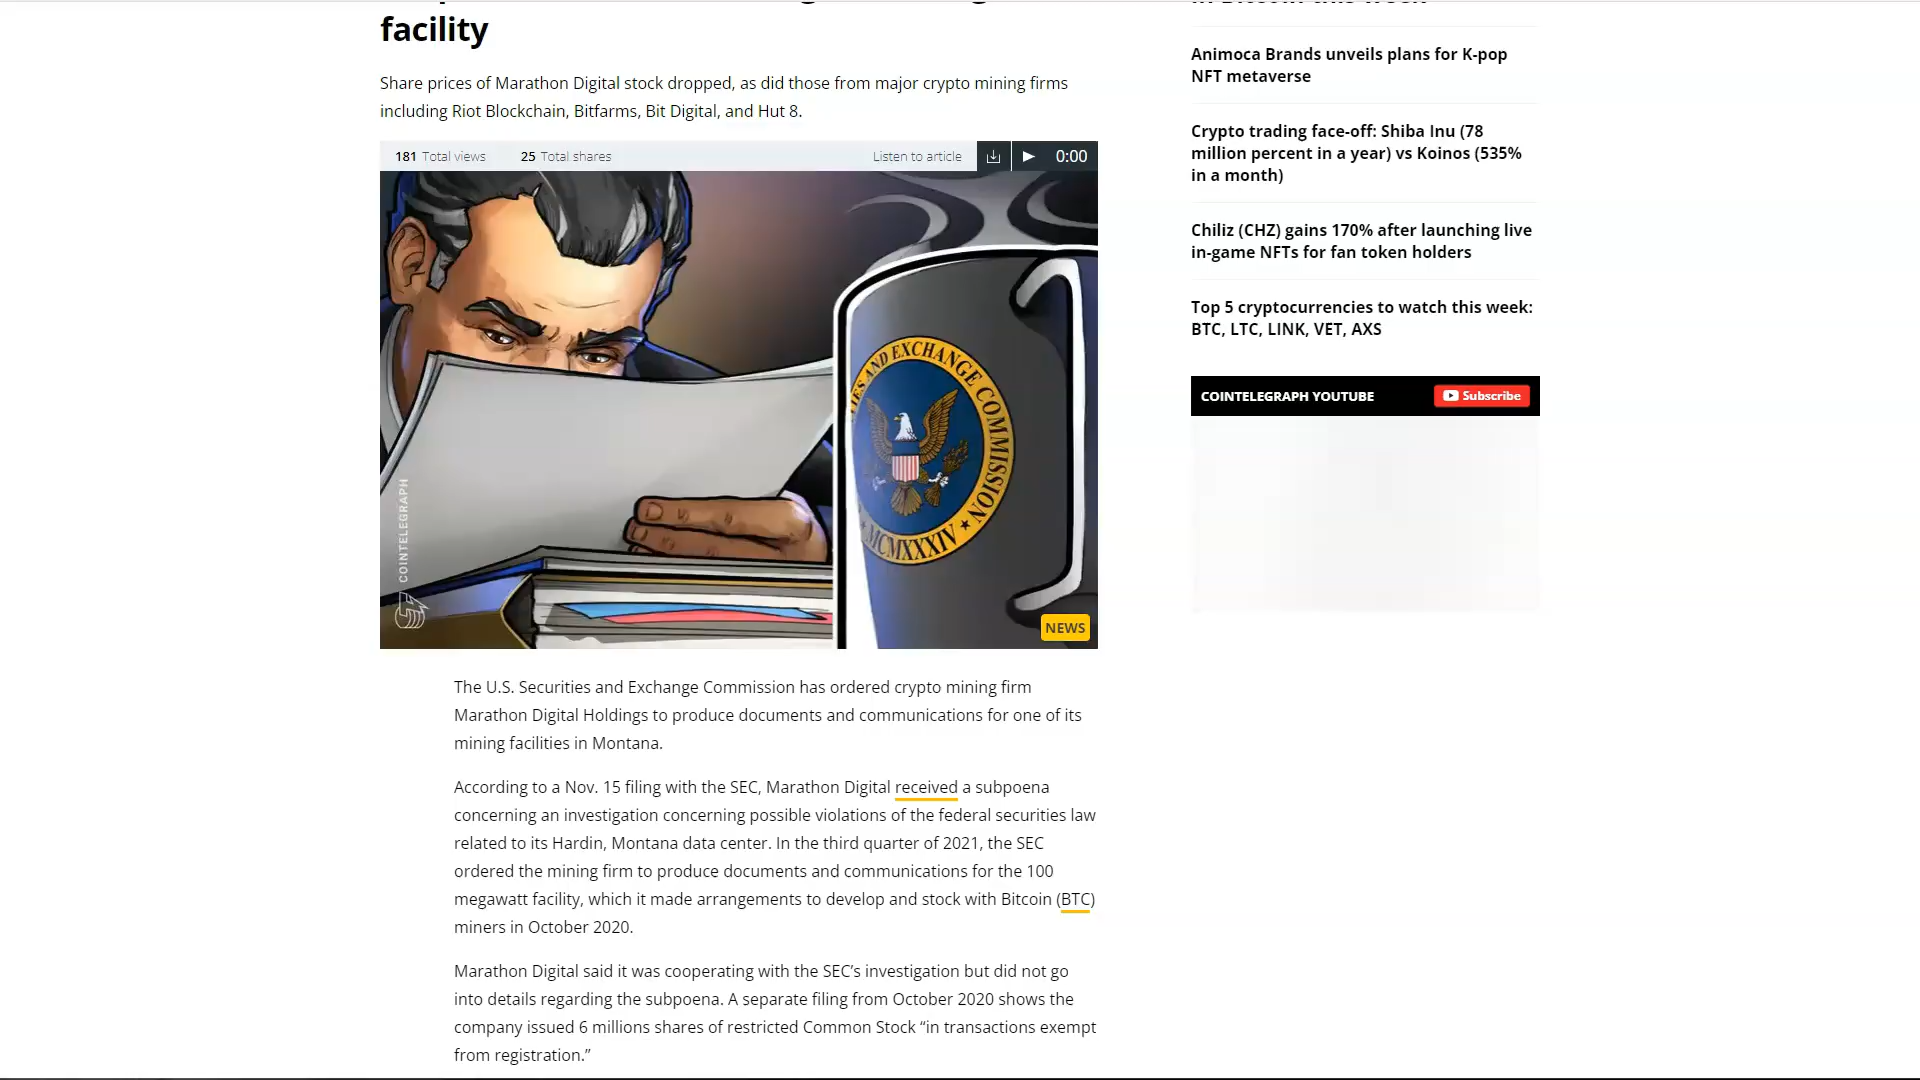 facility
Share prices of Marathon Digital stock dropped, as did those from major crypto mining firms
including Riot Blockchain, Bitfarms, Bit Digital, and Hut 8.
181 Total views 25 Total shares Listen to article 0:00
ES AND EXCHANGE COMMISSION
MCMXXXIV
COINTELEGRAPH
NEWS
The U.S. Securities and Exchange Commission has ordered crypto mining firm
Marathon Digital Holdings to produce documents and communications for one of its
mining facilities in Montana.
According to a Nov. 15 filing with the SEC, Marathon Digital received a subpoena
concerning an investigation concerning possible violations of the federal securities law
related to its Hardin, Montana data center. In the third quarter of 2021, the SEC
ordered the mining firm to produce documents and communications for the 100
megawatt facility, which it made arrangements to develop and stock with Bitcoin (BTC)
miners in October 2020.
Marathon Digital said it was cooperating with the SEC’s investigation but did not go
into details regarding the subpoena. A separate filing from October 2020 shows the
company issued 6 millions shares of restricted Common Stock “in transactions exempt
from registration.”
in Bitcoin this week
Animoca Brands unveils plans for K-pop
NFT metaverse
Crypto trading face-off: Shiba Inu (78
million percent in a year) vs Koinos (535%
in a month)
Chiliz (CHZ) gains 170% after launching live
in-game NFTs for fan token holders
Top 5 cryptocurrencies to watch this week:
BTC, LTC, LINK, VET, AXS
COINTELEGRAPH YOUTUBE Subscribe